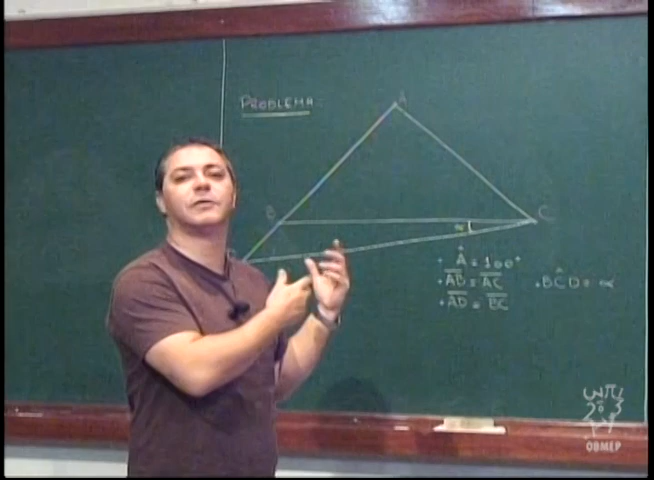 PROBLEMA
A
B
C
α
+ Â = 100°
+ AB = AC
+ BĈD = α
+ AD = BC
OBMEP